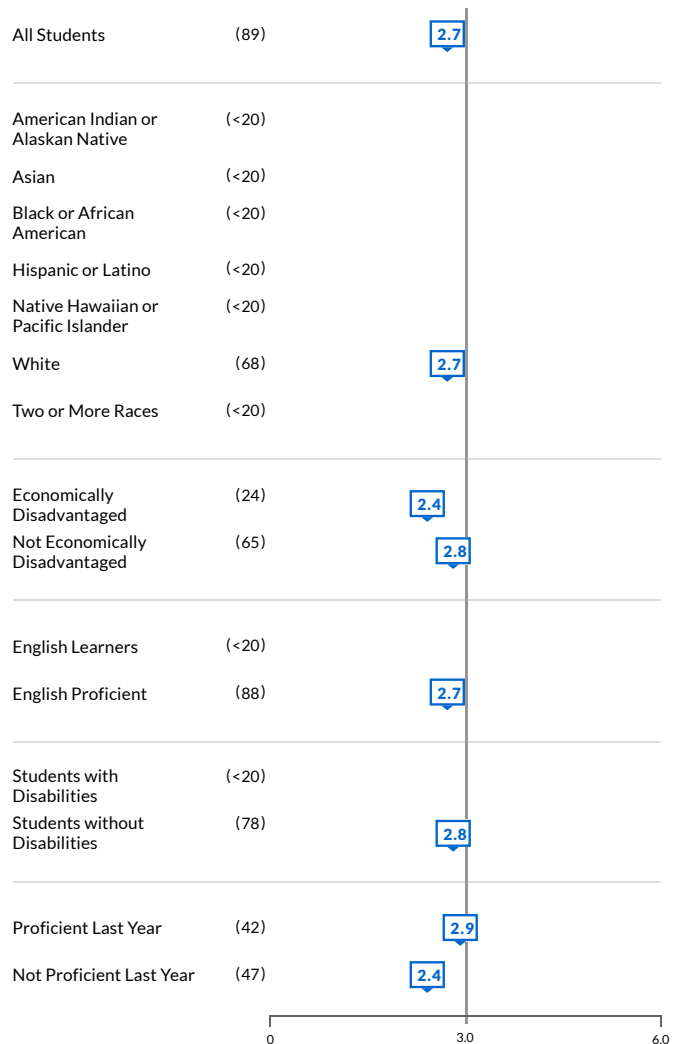 All Students (89) 2.7
American Indian or (<20)
Alaskan Native
Asian (<20)
Black or African (<20)
American
Hispanic or Latino (<20)
Native Hawaiian or (<20)
Pacific Islander
White (68) 2.7
Two or More Races (<20)
Economically (24) 2.4
Disadvantaged
Not Economically (65) 2.8
Disadvantaged
English Learners (<20)
English Proficient (88) 2.7
Students with (<20)
Disabilities
Students without (78) 2.8
Disabilities
Proficient Last Year (42) 2.9
Not Proficient Last Year (47) 2.4
0 3.0 6.0